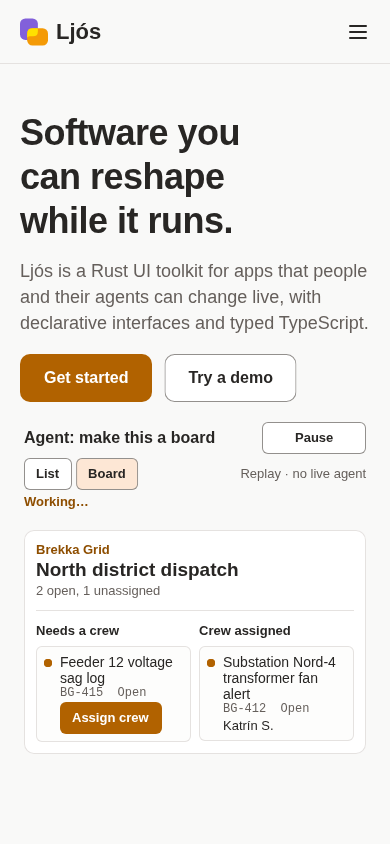 Ljós
Software you
can reshape
while it runs.
Ljós is a Rust UI toolkit for apps that people
and their agents can change live, with
declarative interfaces and typed TypeScript.
Get started
Try a demo
Agent: make this a board
Pause
List
Board
Replay · no live agent
Working…
Brekka Grid
North district dispatch
2 open, 1 unassigned
Needs a crew
Feeder 12 voltage
sag log
BG-415 Open
Assign crew
Crew assigned
Substation Nord-4
transformer fan
alert
BG-412 Open
Katrín S.